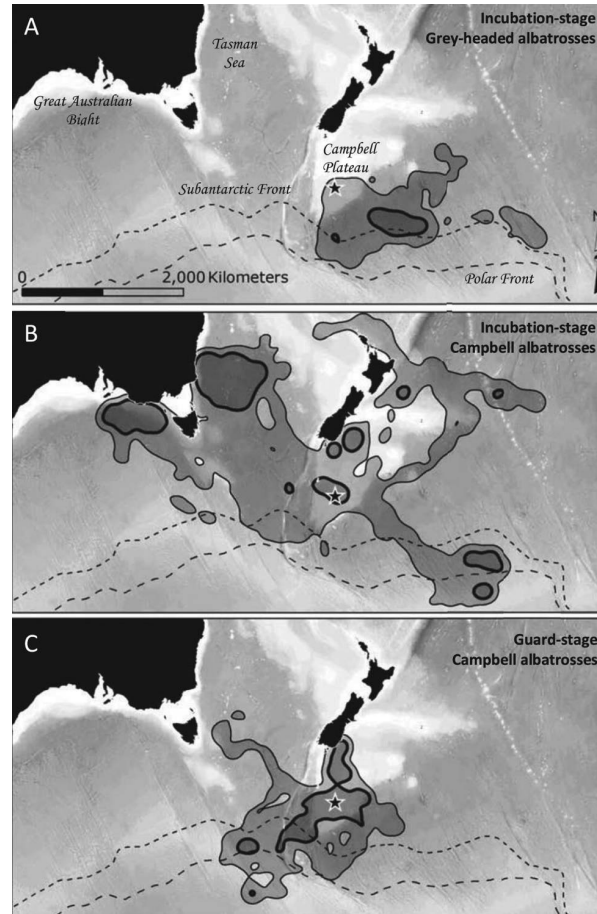 A
Incubation-stage
Grey-headed albatrosses
Tasman
Sea
Great Australian
Bight
Campbell
Plateau
Subantarctic Front
N
0
2,000 Kilometers
Polar Front
B
Incubation-stage
Campbell albatrosses
C
Guard-stage
Campbell albatrosses